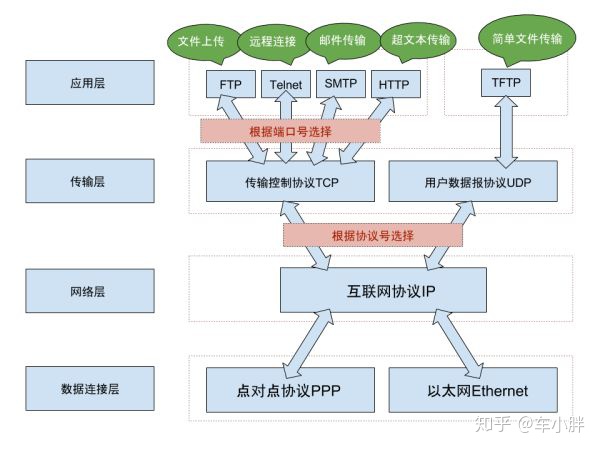 文件上传
远程连接
邮件传输
超文本传输
简单文件传输
应用层
FTP
Telnet
SMTP
HTTP
TFTP
根据端口号选择
传输层
传输控制协议TCP
用户数据报协议UDP
根据协议号选择
网络层
互联网协议IP
数据连接层
点对点协议PPP
以太网Ethernet
知乎 @车小胖